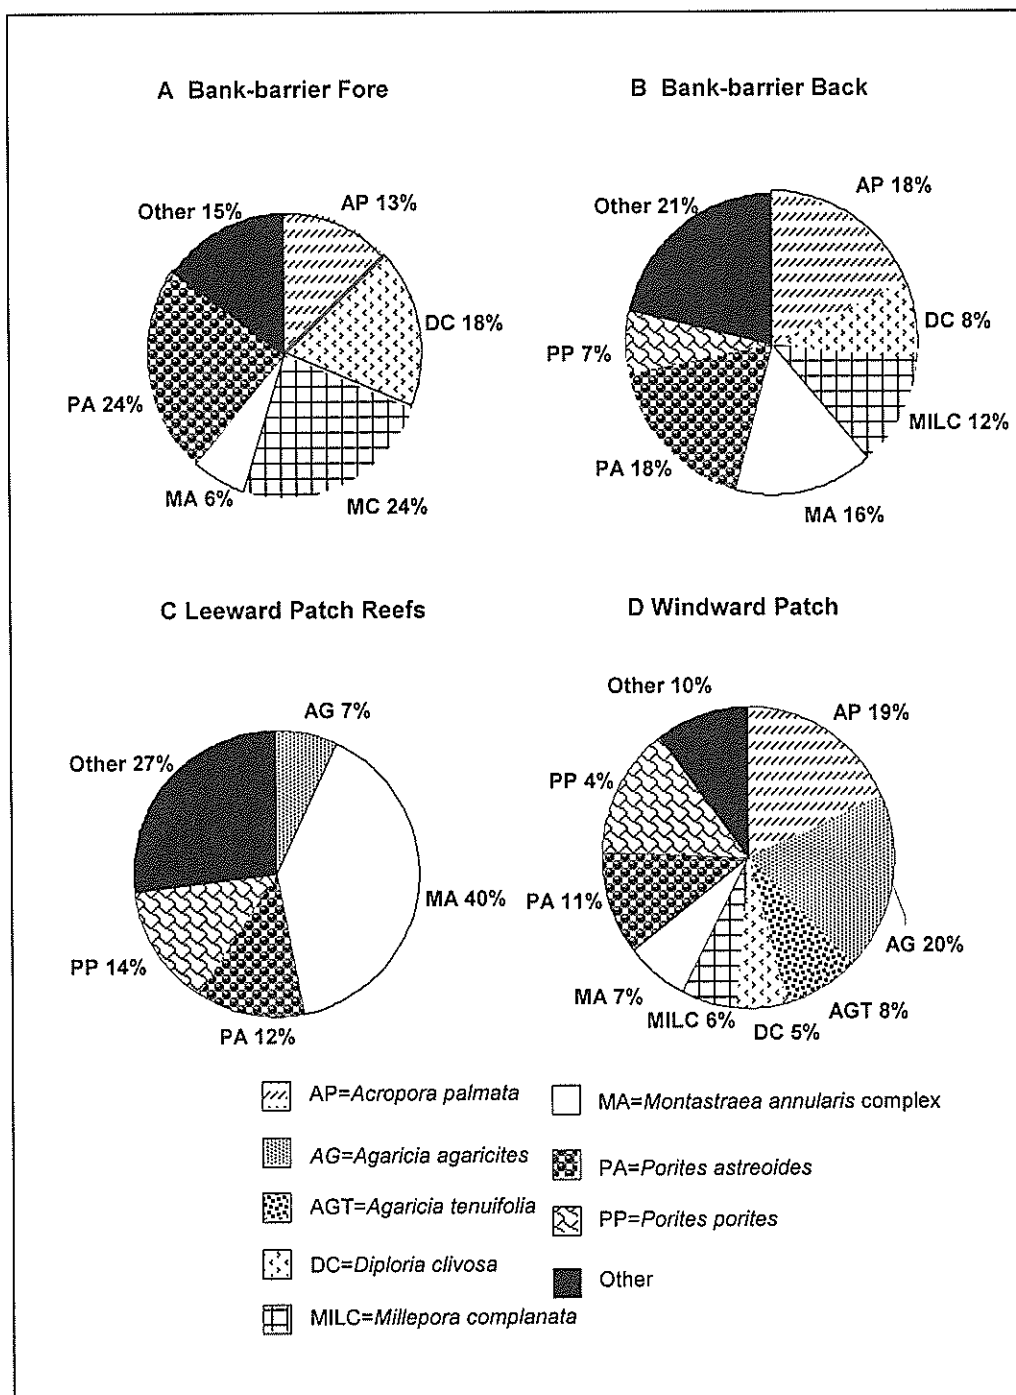 A Bank-barrier Fore
Other 15%
AP 13%
DC 18%
PA 24%
MA 6%
MC 24%
B Bank-barrier Back
AP 18%
Other 21%
DC 8%
PP 7%
MILC 12%
PA 18%
MA 16%
C Leeward Patch Reefs
AG 7%
Other 27%
MA 40%
PP 14%
PA 12%
D Windward Patch
Other 10%
AP 19%
PP 4%
PA 11%
AG 20%
MA 7%
MILC 6%
DC 5%
AGT 8%
AP=Acropora palmata
AG=Agaricia agaricites
AGT=Agaricia tenuifolia
DC=Diploria clivosa
MILC=Millepora complanata
MA=Montastraea annularis complex
PA=Porites astreoides
PP=Porites porites
Other